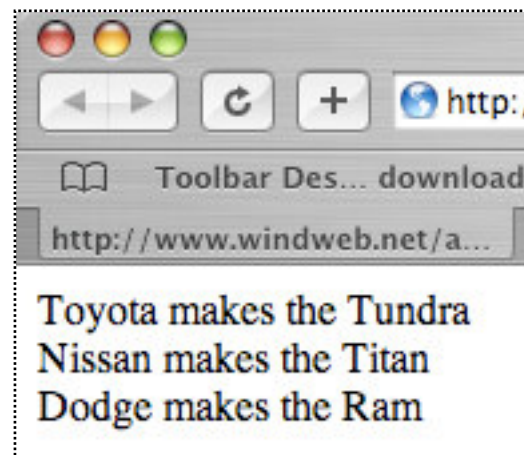 http:/
Toolbar Des... download
http://www.windweb.net/a...
Toyota makes the Tundra
Nissan makes the Titan
Dodge makes the Ram